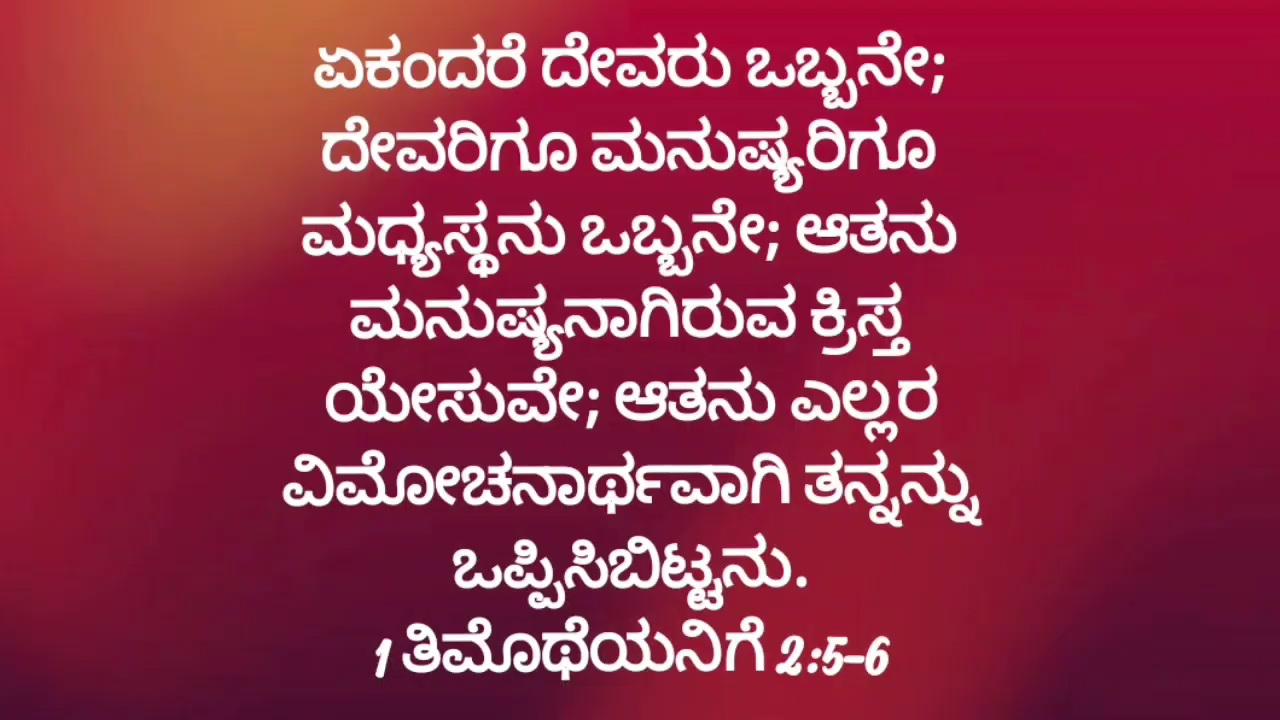 ಏಕಂದರೆ ದೇವರು ಒಬ್ಬನೇ;
ದೇವರಿಗೂ ಮನುಷ್ಯರಿಗೂ
ಮಧ್ಯಸ್ಥನು ಒಬ್ಬನೇ; ಆತನು
ಮನುಷ್ಯನಾಗಿರುವ ಕ್ರಿಸ್ತ
ಯೇಸುವೇ; ಆತನು ಎಲ್ಲರ
ವಿಮೋಚನಾರ್ಥವಾಗಿ ತನ್ನನ್ನು
ಒಪ್ಪಿಸಿಬಿಟ್ಟನು.
1 ತಿಮೊಥೆಯನಿಗೆ 2:5-6